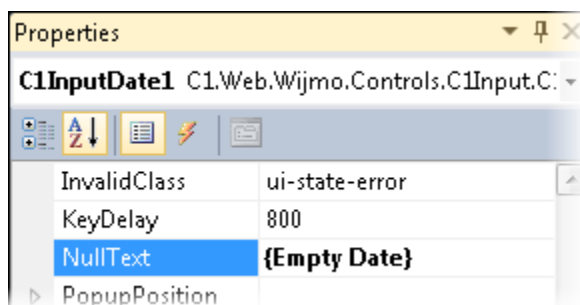 Properties
C1InputDate1 C1.Web.Wijmo.Controls.C1Input.C:
InvalidClass ui-state-error
KeyDelay 800
NullText {Empty Date}
PopupPosition